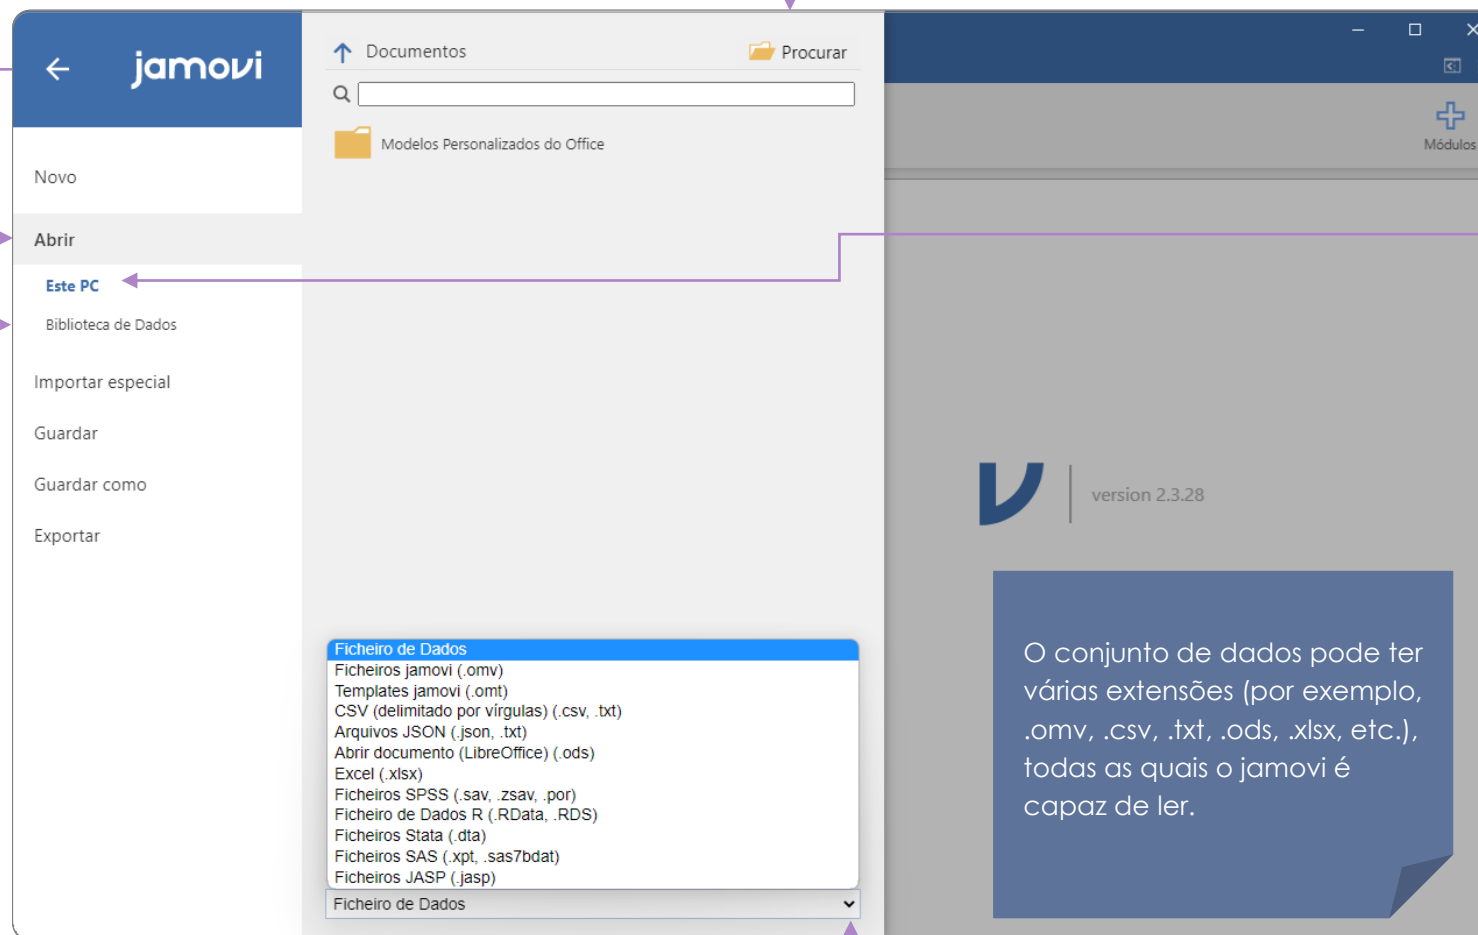 jamovi
Novo
Abrir
Este PC
Biblioteca de Dados
Importar especial
Guardar
Guardar como
Exportar
Documentos
Procurar
Modelos Personalizados do Office
Ficheiro de Dados
Ficheiros jamovi (.omv)
Templates jamovi (.omt)
CSV (delimitado por vírgulas) (.csv, .txt)
Arquivos JSON (.json, .txt)
Abrir documento (LibreOffice) (.ods)
Excel (.xlsx)
Ficheiros SPSS (.sav, .zsav, .por)
Ficheiro de Dados R (.RData, .RDS)
Ficheiros Stata (.dta)
Ficheiros SAS (.xpt, .sas7bdat)
Ficheiros JASP (.jasp)
Ficheiro de Dados
Módulos
version 2.3.28
O conjunto de dados pode ter
várias extensões (por exemplo,
.omv, .csv, .txt, .ods, .xlsx, etc.),
todas as quais o jamovi é
capaz de ler.